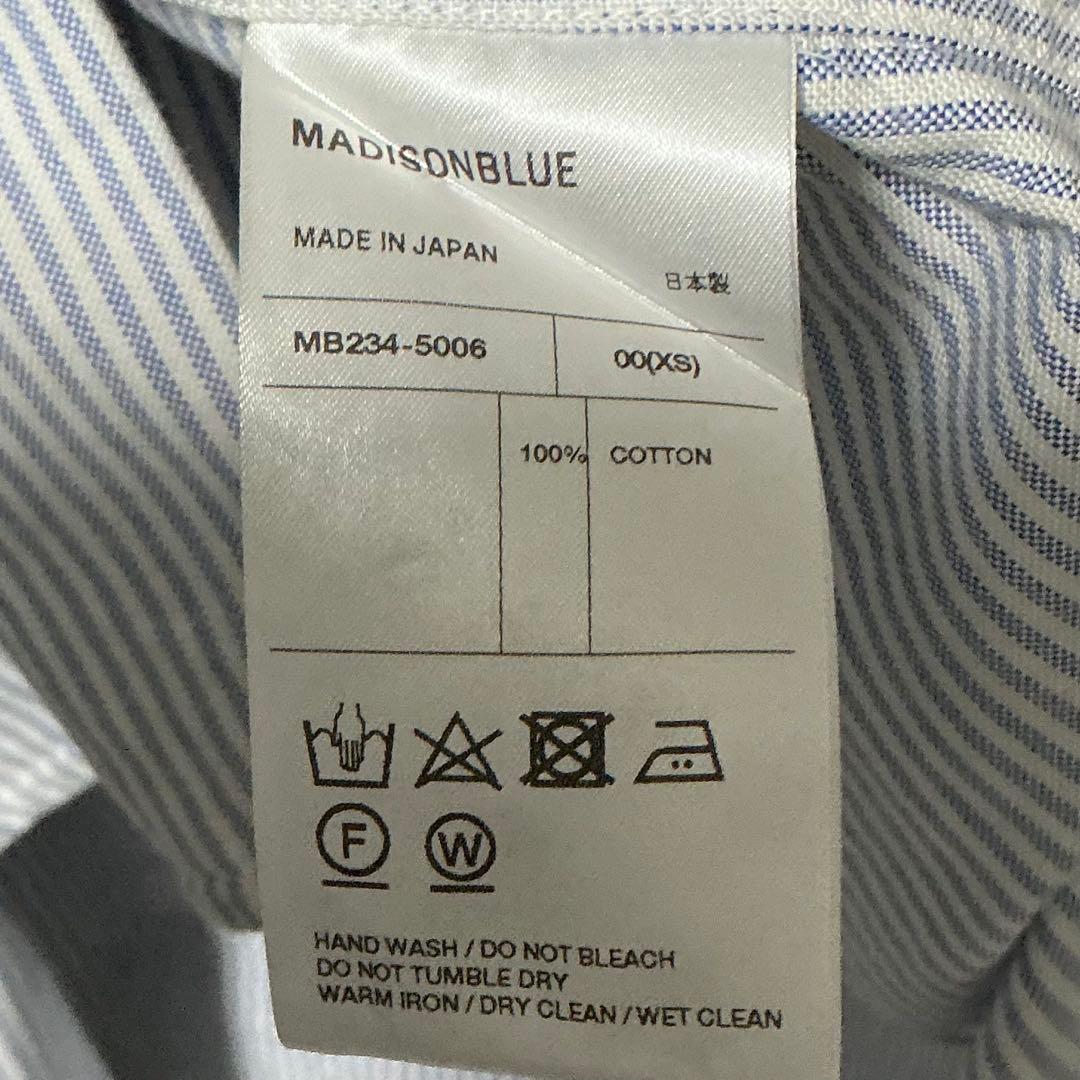 MADISONBLUE
MADE IN JAPAN
日本製
MB234-5006 00(XS)
100% COTTON
F W
HAND WASH / DO NOT BLEACH
DO NOT TUMBLE DRY
WARM IRON / DRY CLEAN / WET CLEAN